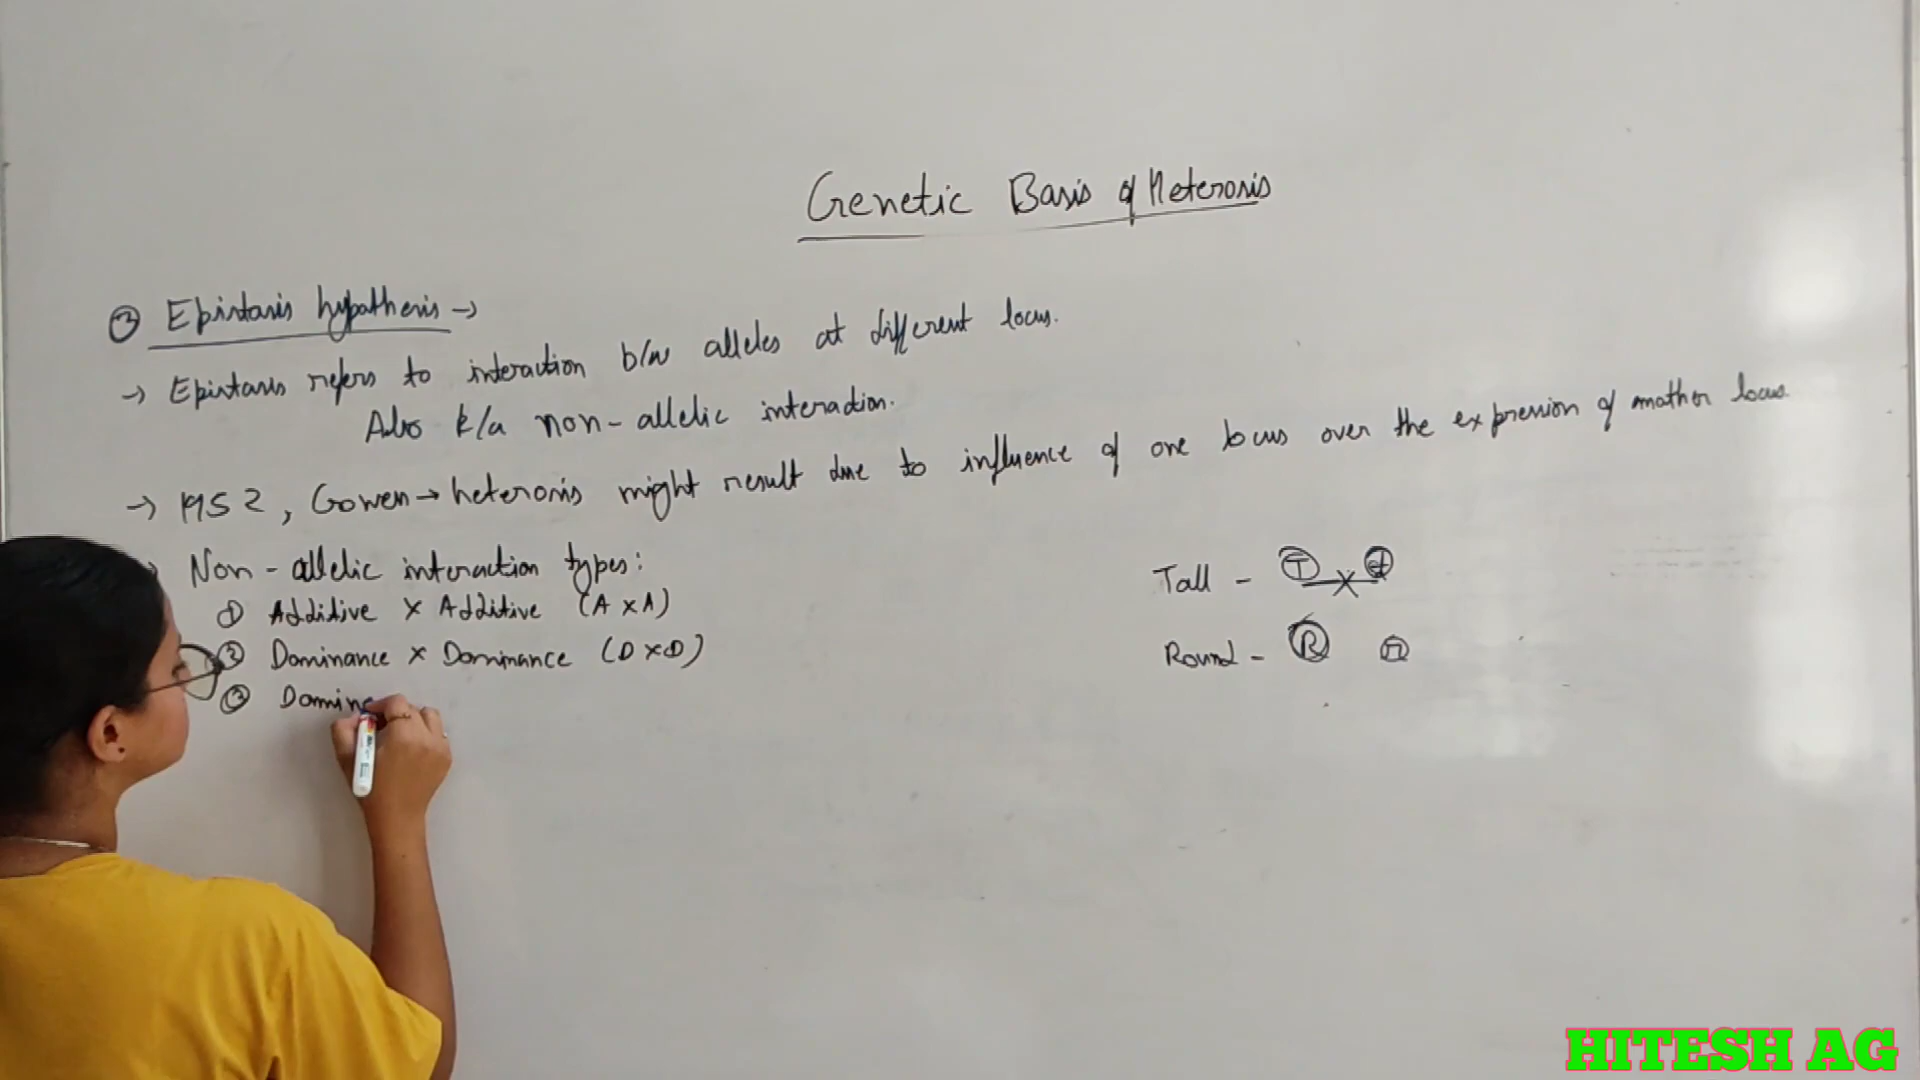 Genetic Basis of Heterosis
③ Epistasis hypothesis →
→ Epistasis refers to interaction b/w alleles at different locus.
Also k/a non-allelic interaction.
→ 1952, Gowen → heterosis might result due to influence of one locus over the expression of another locus.
Non-allelic interaction types:
① Additive × Additive (A×A)
② Dominance × Dominance (D×D)
③ Domina
Tall - T × t
Round - R r
HITESH AG